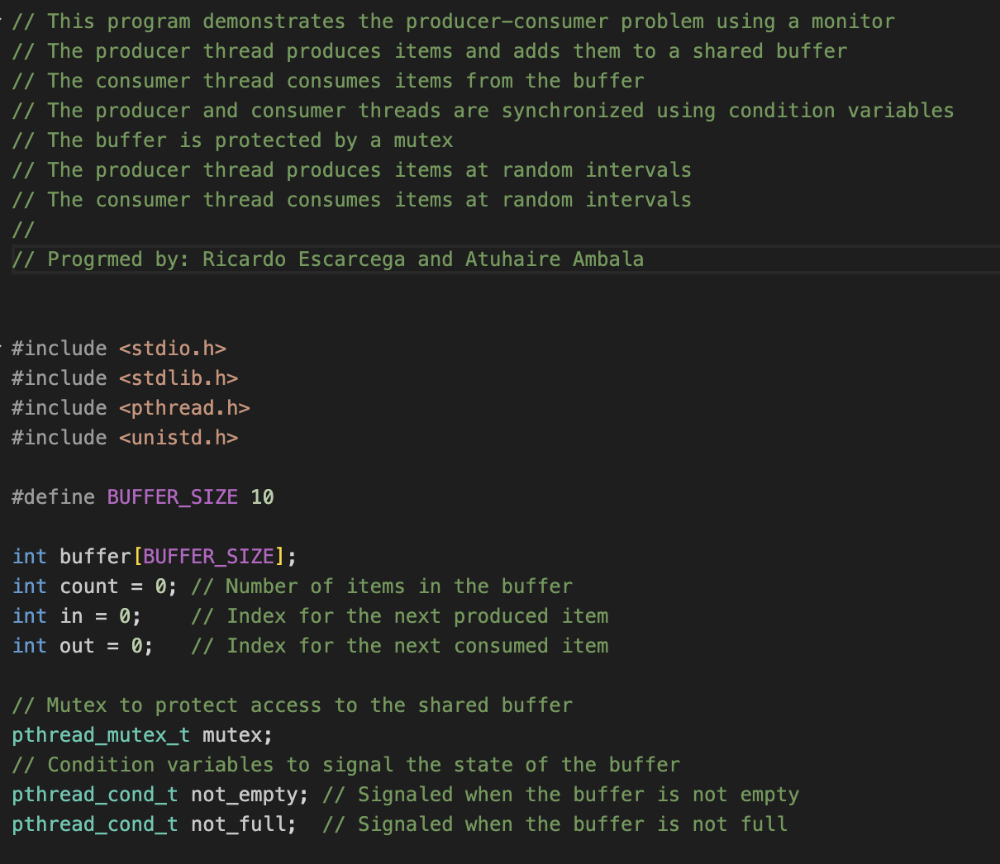 // This program demonstrates the producer-consumer problem using a monitor
// The producer thread produces items and adds them to a shared buffer
// The consumer thread consumes items from the buffer
// The producer and consumer threads are synchronized using condition variables
// The buffer is protected by a mutex
// The producer thread produces items at random intervals
// The consumer thread consumes items at random intervals
//
// Progrmed by: Ricardo Escarcega and Atuhaire Ambala
#include <stdio.h>
#include <stdlib.h>
#include <pthread.h>
#include <unistd.h>
#define BUFFER_SIZE 10
int buffer[BUFFER_SIZE];
int count = 0; // Number of items in the buffer
int in = 0;    // Index for the next produced item
int out = 0;   // Index for the next consumed item
// Mutex to protect access to the shared buffer
pthread_mutex_t mutex;
// Condition variables to signal the state of the buffer
pthread_cond_t not_empty; // Signaled when the buffer is not empty
pthread_cond_t not_full;  // Signaled when the buffer is not full